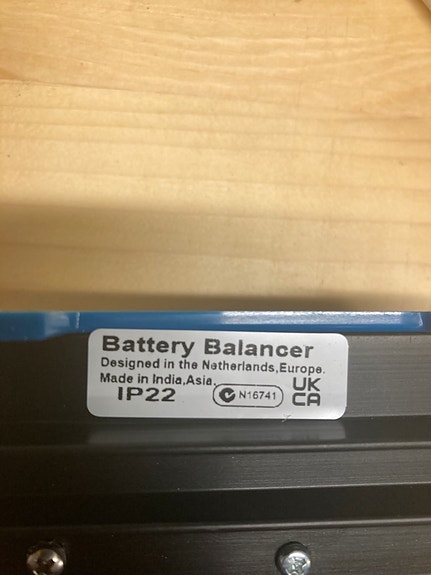 Battery Balancer
Designed in the Netherlands,Europe.
Made in India,Asia.
IP22
N16741
UK
CA